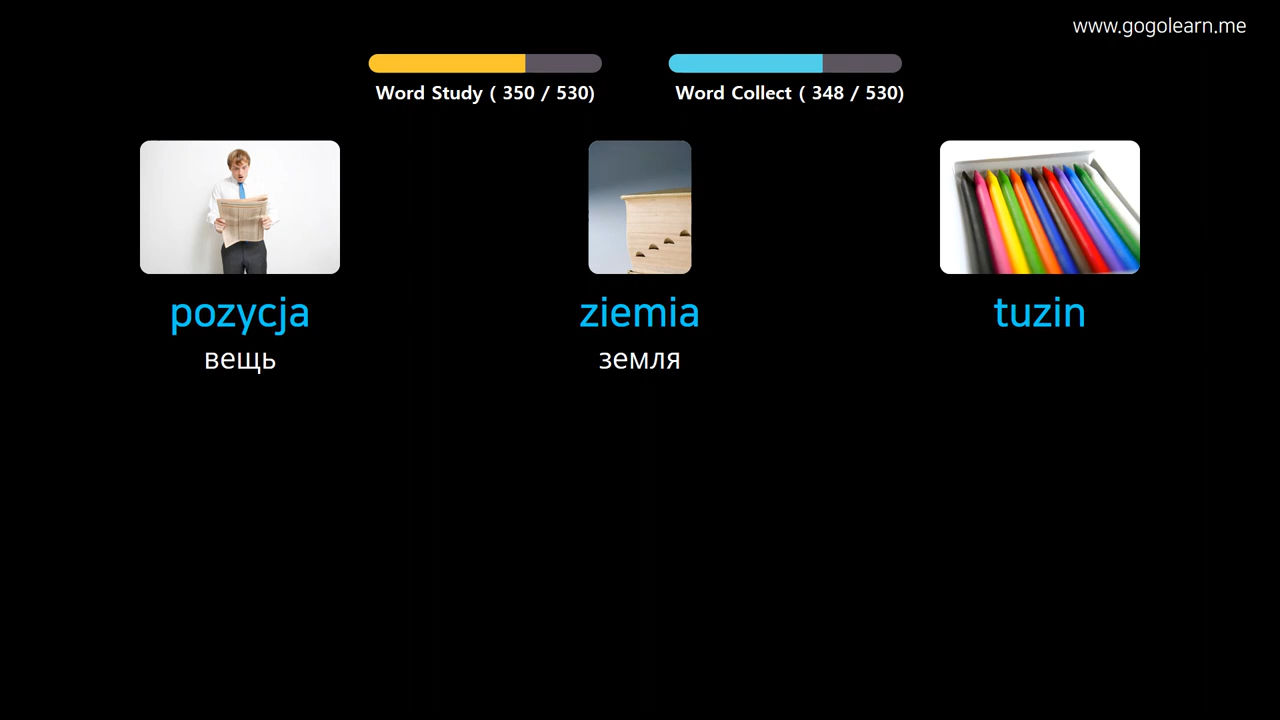 www.gogolearn.me
Word Study ( 350 / 530)
Word Collect ( 348 / 530)
pozycja
ziemia
tuzin
вещь
земля